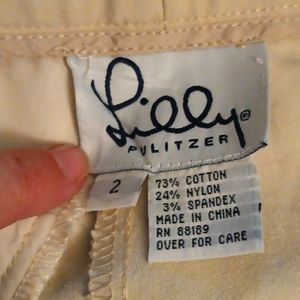 Lilly®
PULITZER
2
73% COTTON
24% NYLON
3% SPANDEX
MADE IN CHINA
RN 88189
OVER FOR CARE